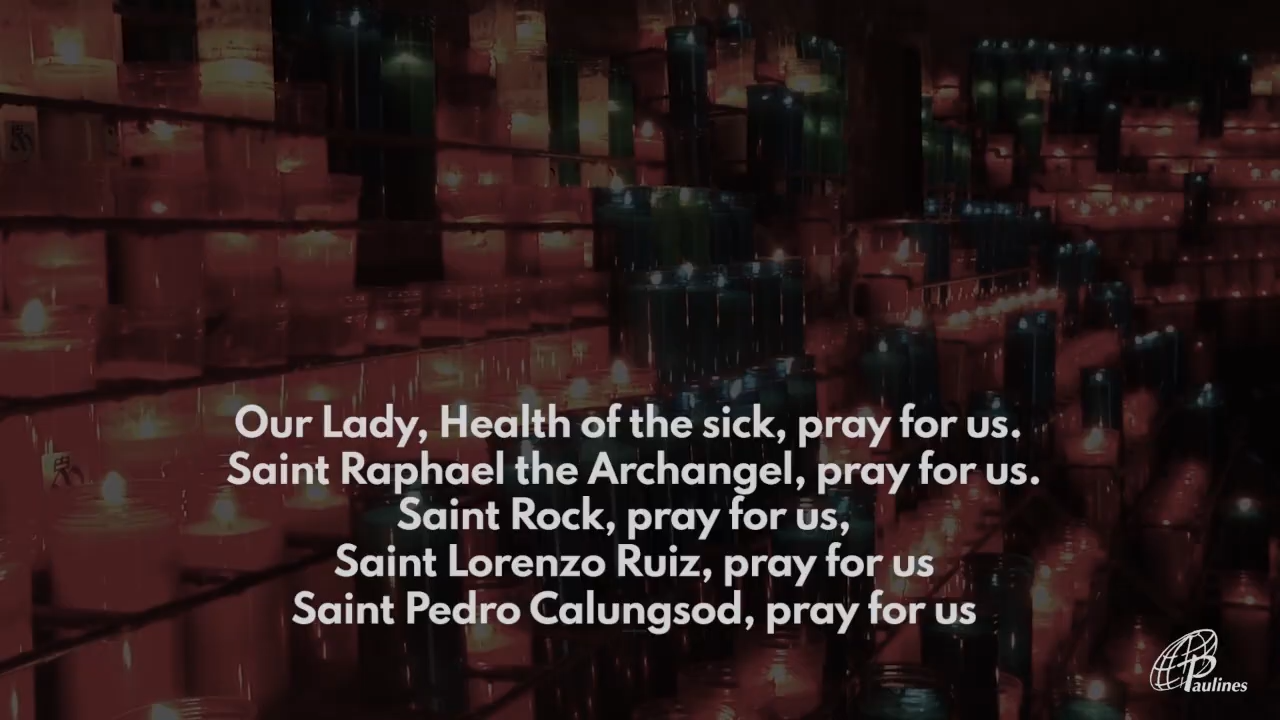 Our Lady, Health of the sick, pray for us.
Saint Raphael the Archangel, pray for us.
Saint Rock, pray for us,
Saint Lorenzo Ruiz, pray for us
Saint Pedro Calungsod, pray for us
Paulines